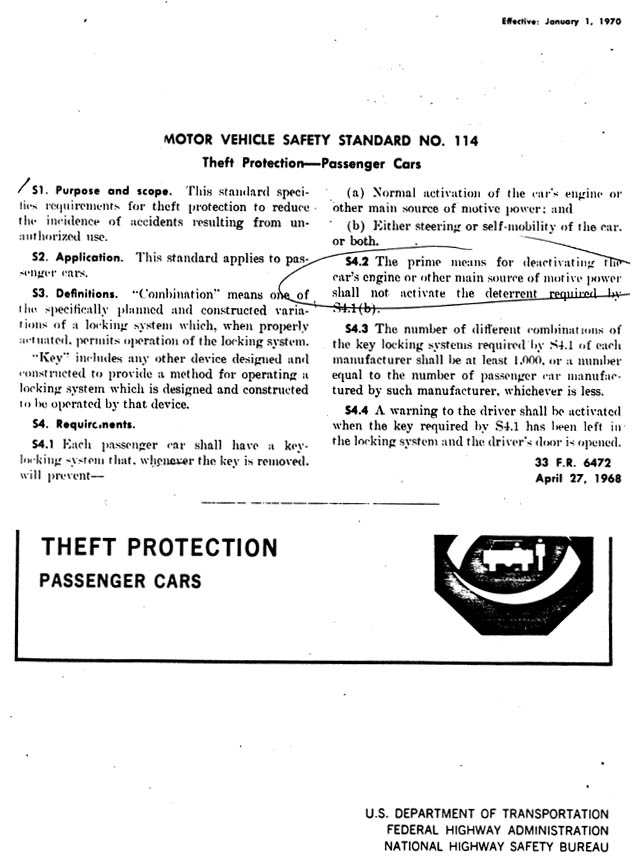 Effective: January 1, 1970
MOTOR VEHICLE SAFETY STANDARD NO. 114
Theft Protection—Passenger Cars
S1. Purpose and scope. This standard speci-
fies requirements for theft protection to reduce
the incidence of accidents resulting from un-
authorized use.
S2. Application. This standard applies to pas-
senger cars.
S3. Definitions. "Combination" means one of
the specifically planned and constructed varia-
tions of a locking system which, when properly
actuated, permits operation of the locking system.
"Key" includes any other device designed and
constructed to provide a method for operating a
locking system which is designed and constructed
to be operated by that device.
S4. Requirements.
S4.1 Each passenger car shall have a key-
locking system that, whenever the key is removed,
will prevent—
(a) Normal activation of the car's engine or
other main source of motive power; and
(b) Either steering or self-mobility of the car,
or both.
S4.2 The prime means for deactivating the
car's engine or other main source of motive power
shall not activate the deterrent required by
S4.1(b).
S4.3 The number of different combinations of
the key locking systems required by S4.1 of each
manufacturer shall be at least 1,000, or a number
equal to the number of passenger car manufac-
tured by such manufacturer, whichever is less.
S4.4 A warning to the driver shall be activated
when the key required by S4.1 has been left in
the locking system and the driver's door is opened.
33 F.R. 6472
April 27, 1968
THEFT PROTECTION
PASSENGER CARS
U.S. DEPARTMENT OF TRANSPORTATION
FEDERAL HIGHWAY ADMINISTRATION
NATIONAL HIGHWAY SAFETY BUREAU